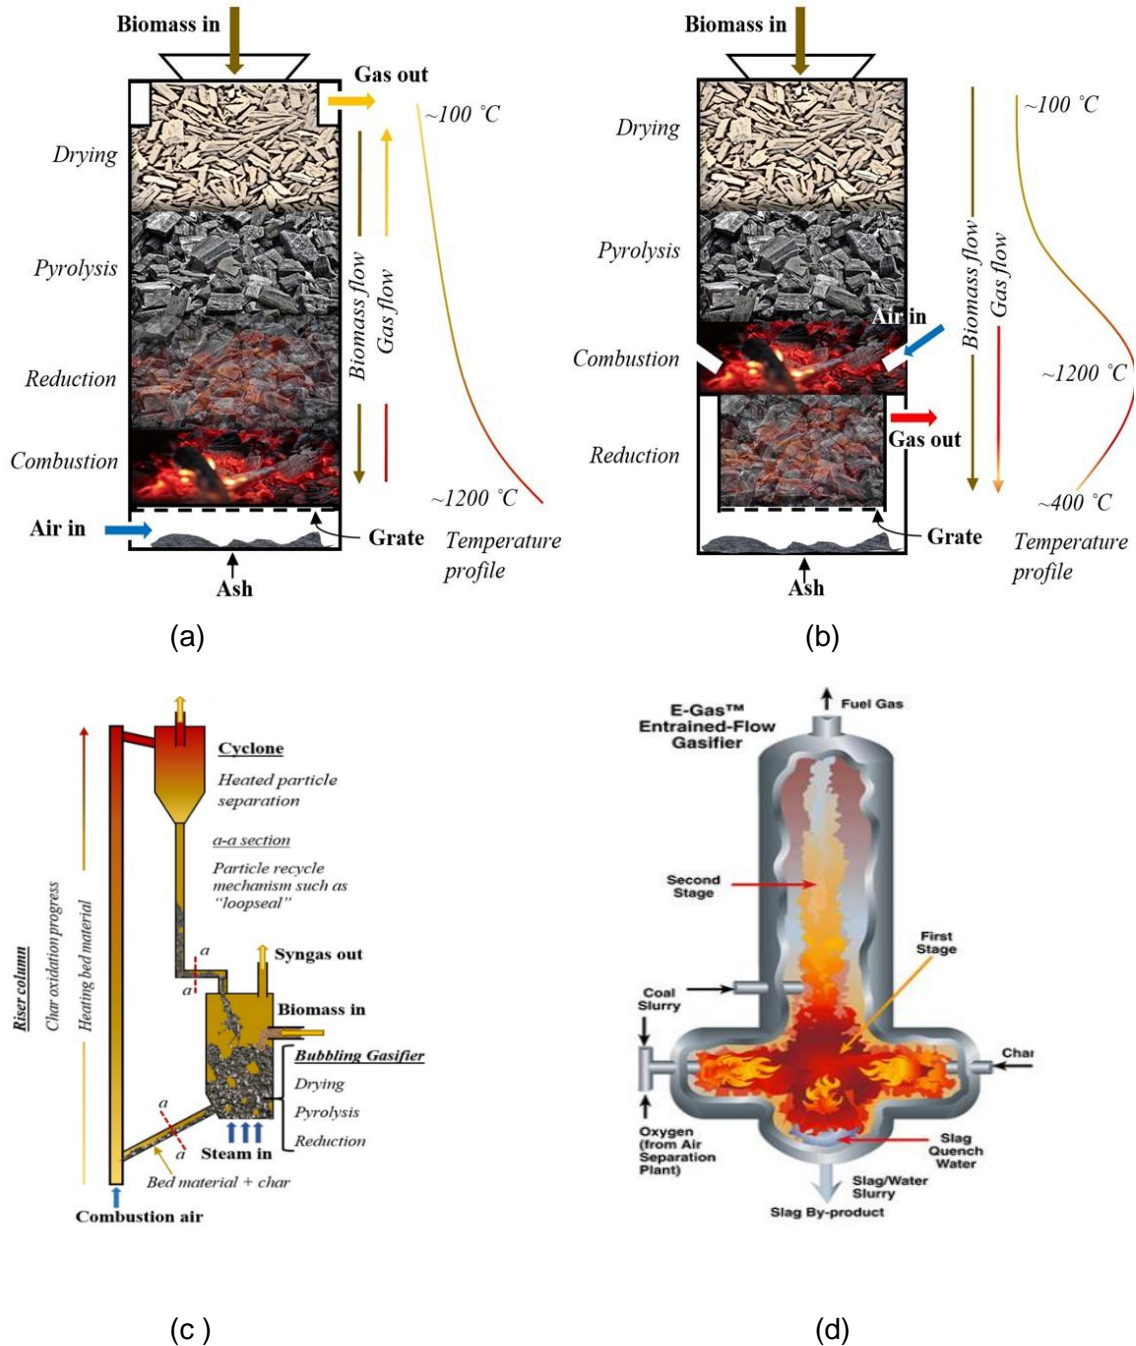 Biomass in
Gas out
~100 ˚C
Drying
Pyrolysis
Biomass flow
Gas flow
Reduction
Combustion
~1200 ˚C
Air in
Grate
Temperature
profile
Ash
(a)
Biomass in
~100 ˚C
Drying
Pyrolysis
Biomass flow
Gas flow
Air in
Combustion
~1200 ˚C
Gas out
Reduction
~400 ˚C
Grate
Temperature
profile
Ash
(b)
Cyclone
Heated particle
separation
a-a section
Particle recycle
mechanism such as
“loopseal”
Riser column
Char oxidation progress
Heating bed material
a
a
Syngas out
Biomass in
Bubbling Gasifier
Drying
Pyrolysis
Reduction
a
a
Steam in
Bed material + char
Combustion air
(c )
Fuel Gas
E-Gas™
Entrained-Flow
Gasifier
Second
Stage
First
Stage
Coal
Slurry
Char
Oxygen
(from Air
Separation
Plant)
Slag
Quench
Water
Slag/Water
Slurry
Slag By-product
(d)